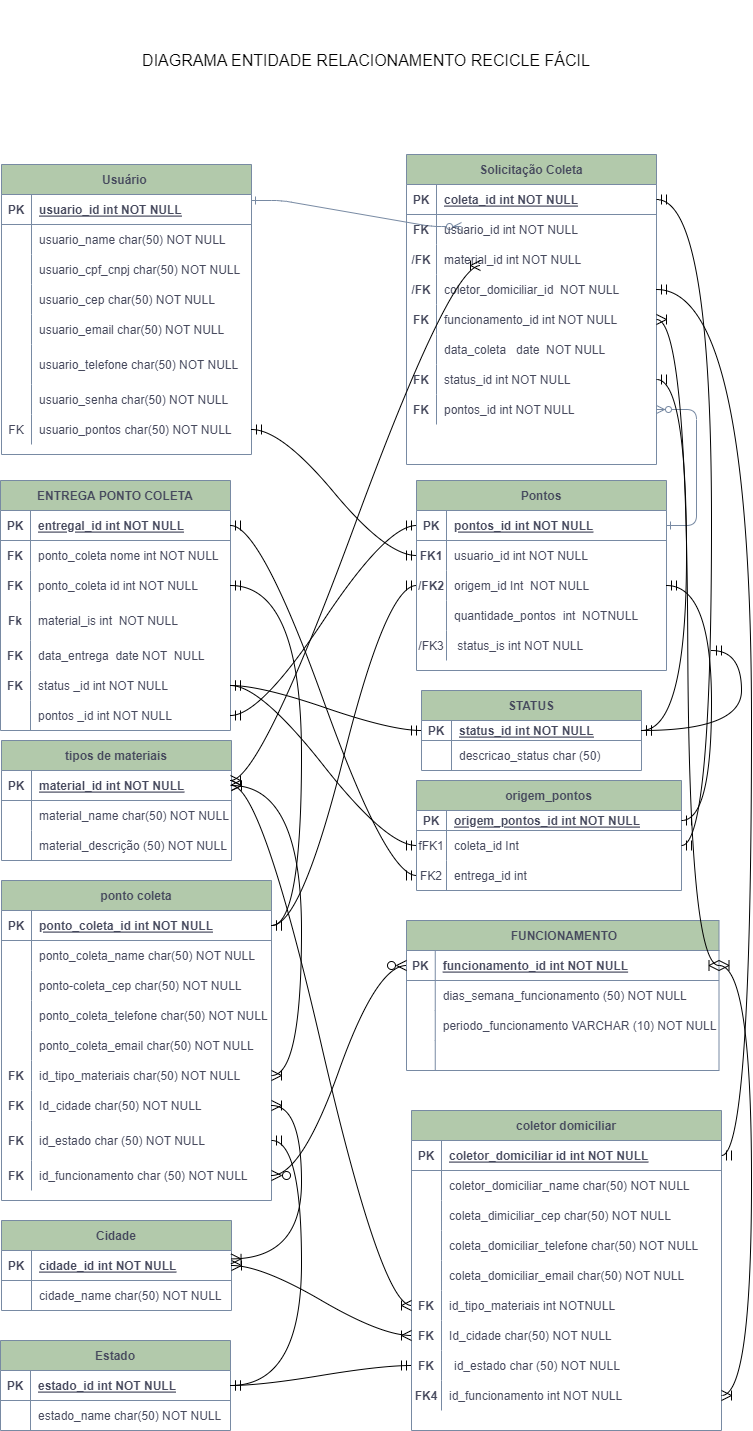 DIAGRAMA ENTIDADE RELACIONAMENTO RECICLE FÁCIL
Usuário
PK usuario_id int NOT NULL
usuario_name char(50) NOT NULL
usuario_cpf_cnpj char(50) NOT NULL
usuario_cep char(50) NOT NULL
usuario_email char(50) NOT NULL
usuario_telefone char(50) NOT NULL
usuario_senha char(50) NOT NULL
FK usuario_pontos char(50) NOT NULL
Solicitação Coleta
PK coleta_id int NOT NULL
FK usuario_id int NOT NULL
/FK material_id int NOT NULL
/FK coletor_domiciliar_id NOT NULL
FK funcionamento_id int NOT NULL
data_coleta date NOT NULL
FK status_id int NOT NULL
FK pontos_id int NOT NULL
ENTREGA PONTO COLETA
PK entregal_id int NOT NULL
FK ponto_coleta nome int NOT NULL
FK ponto_coleta id int NOT NULL
Fk material_is int NOT NULL
FK data_entrega date NOT NULL
FK status _id int NOT NULL
pontos _id int NOT NULL
Pontos
PK pontos_id int NOT NULL
FK1 usuario_id int NOT NULL
/FK2 origem_id Int NOT NULL
quantidade_pontos int NOTNULL
/FK3 status_is int NOT NULL
STATUS
PK status_id int NOT NULL
descricao_status char (50)
tipos de materiais
PK material_id int NOT NULL
material_name char(50) NOT NULL
material_descrição (50) NOT NULL
origem_pontos
PK origem_pontos_id int NOT NULL
fFK1 coleta_id Int
FK2 entrega_id int
ponto coleta
PK ponto_coleta_id int NOT NULL
ponto_coleta_name char(50) NOT NULL
ponto-coleta_cep char(50) NOT NULL
ponto_coleta_telefone char(50) NOT NULL
ponto_coleta_email char(50) NOT NULL
FK id_tipo_materiais char(50) NOT NULL
FK Id_cidade char(50) NOT NULL
FK id_estado char (50) NOT NULL
FK id_funcionamento char (50) NOT NULL
FUNCIONAMENTO
PK funcionamento_id int NOT NULL
dias_semana_funcionamento (50) NOT NULL
periodo_funcionamento VARCHAR (10) NOT NULL
coletor domiciliar
PK coletor_domiciliar id int NOT NULL
coletor_domiciliar_name char(50) NOT NULL
coleta_dimiciliar_cep char(50) NOT NULL
coleta_domiciliar_telefone char(50) NOT NULL
coleta_domiciliar_email char(50) NOT NULL
FK id_tipo_materiais int NOTNULL
FK Id_cidade char(50) NOT NULL
FK id_estado char (50) NOT NULL
FK4 id_funcionamento int NOT NULL
Cidade
PK cidade_id int NOT NULL
cidade_name char(50) NOT NULL
Estado
PK estado_id int NOT NULL
estado_name char(50) NOT NULL